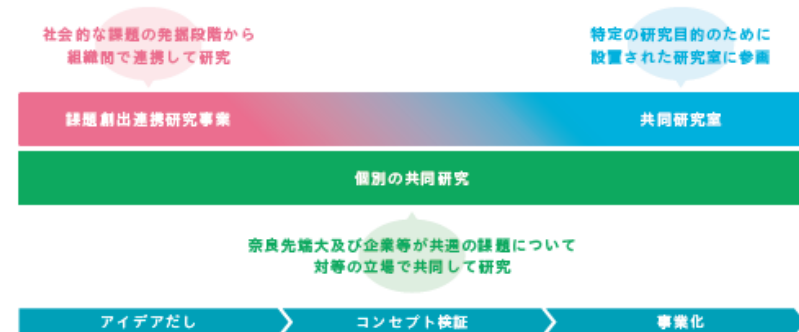 社会的な課題の発掘段階から
組織間で連携して研究
特定の研究目的のために
設置された研究室に参画
課題創出連携研究事業
共同研究室
個別の共同研究
奈良先端大及び企業等が共通の課題について
対等の立場で共同して研究
アイデアだし
コンセプト検証
事業化